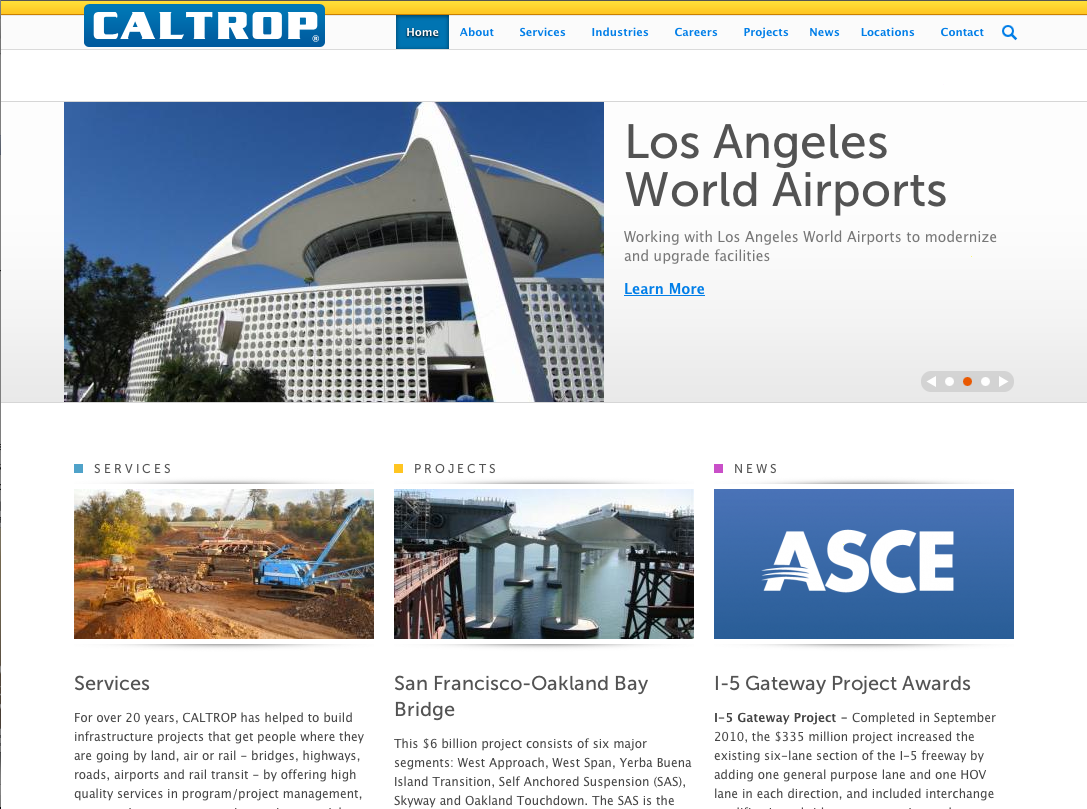 CALTROP®
Home About Services Industries Careers Projects News Locations Contact
Los Angeles
World Airports
Working with Los Angeles World Airports to modernize
and upgrade facilities
Learn More
SERVICES
PROJECTS
NEWS
ASCE
Services
For over 20 years, CALTROP has helped to build
infrastructure projects that get people where they
are going by land, air or rail – bridges, highways,
roads, airports and rail transit – by offering high
quality services in program/project management,
San Francisco-Oakland Bay
Bridge
This $6 billion project consists of six major
segments: West Approach, West Span, Yerba Buena
Island Transition, Self Anchored Suspension (SAS),
Skyway and Oakland Touchdown. The SAS is the
I-5 Gateway Project Awards
I-5 Gateway Project – Completed in September
2010, the $335 million project increased the
existing six-lane section of the I-5 freeway by
adding one general purpose lane and one HOV
lane in each direction, and included interchange